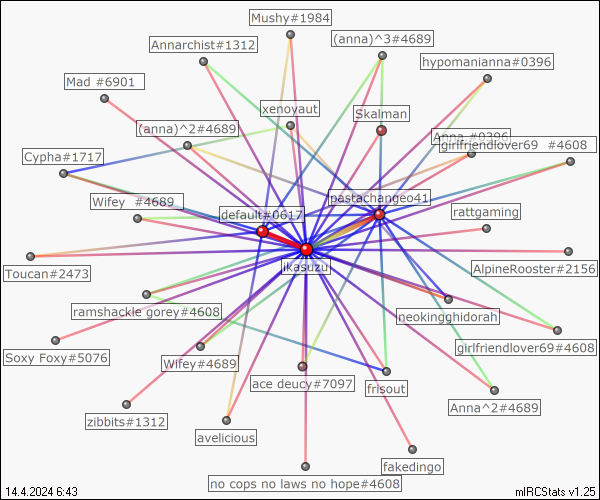 Mushy#1984
Annarchist#1312
(anna)^3#4689
hypomanianna#0396
Mad #6901
xenovaut
Skalman
(anna)^2#4689
Anna #0396
girlfriendlover69 #4608
Cypha#1717
Wifey #4689
default#0617
pastachangeo41
rattgaming
Toucan#2473
ikasuzu
AlpineRooster#2156
ramshackle gorey#4608
neokingghidorah
Soxy Foxy#5076
Wifey#4689
girlfriendlover69#4608
ace deucy#7097
frisout
zibbits#1312
avelicious
Anna^2#4689
no cops no laws no hope#4608
fakedingo
14.4.2024 6:43
mIRCStats v1.25